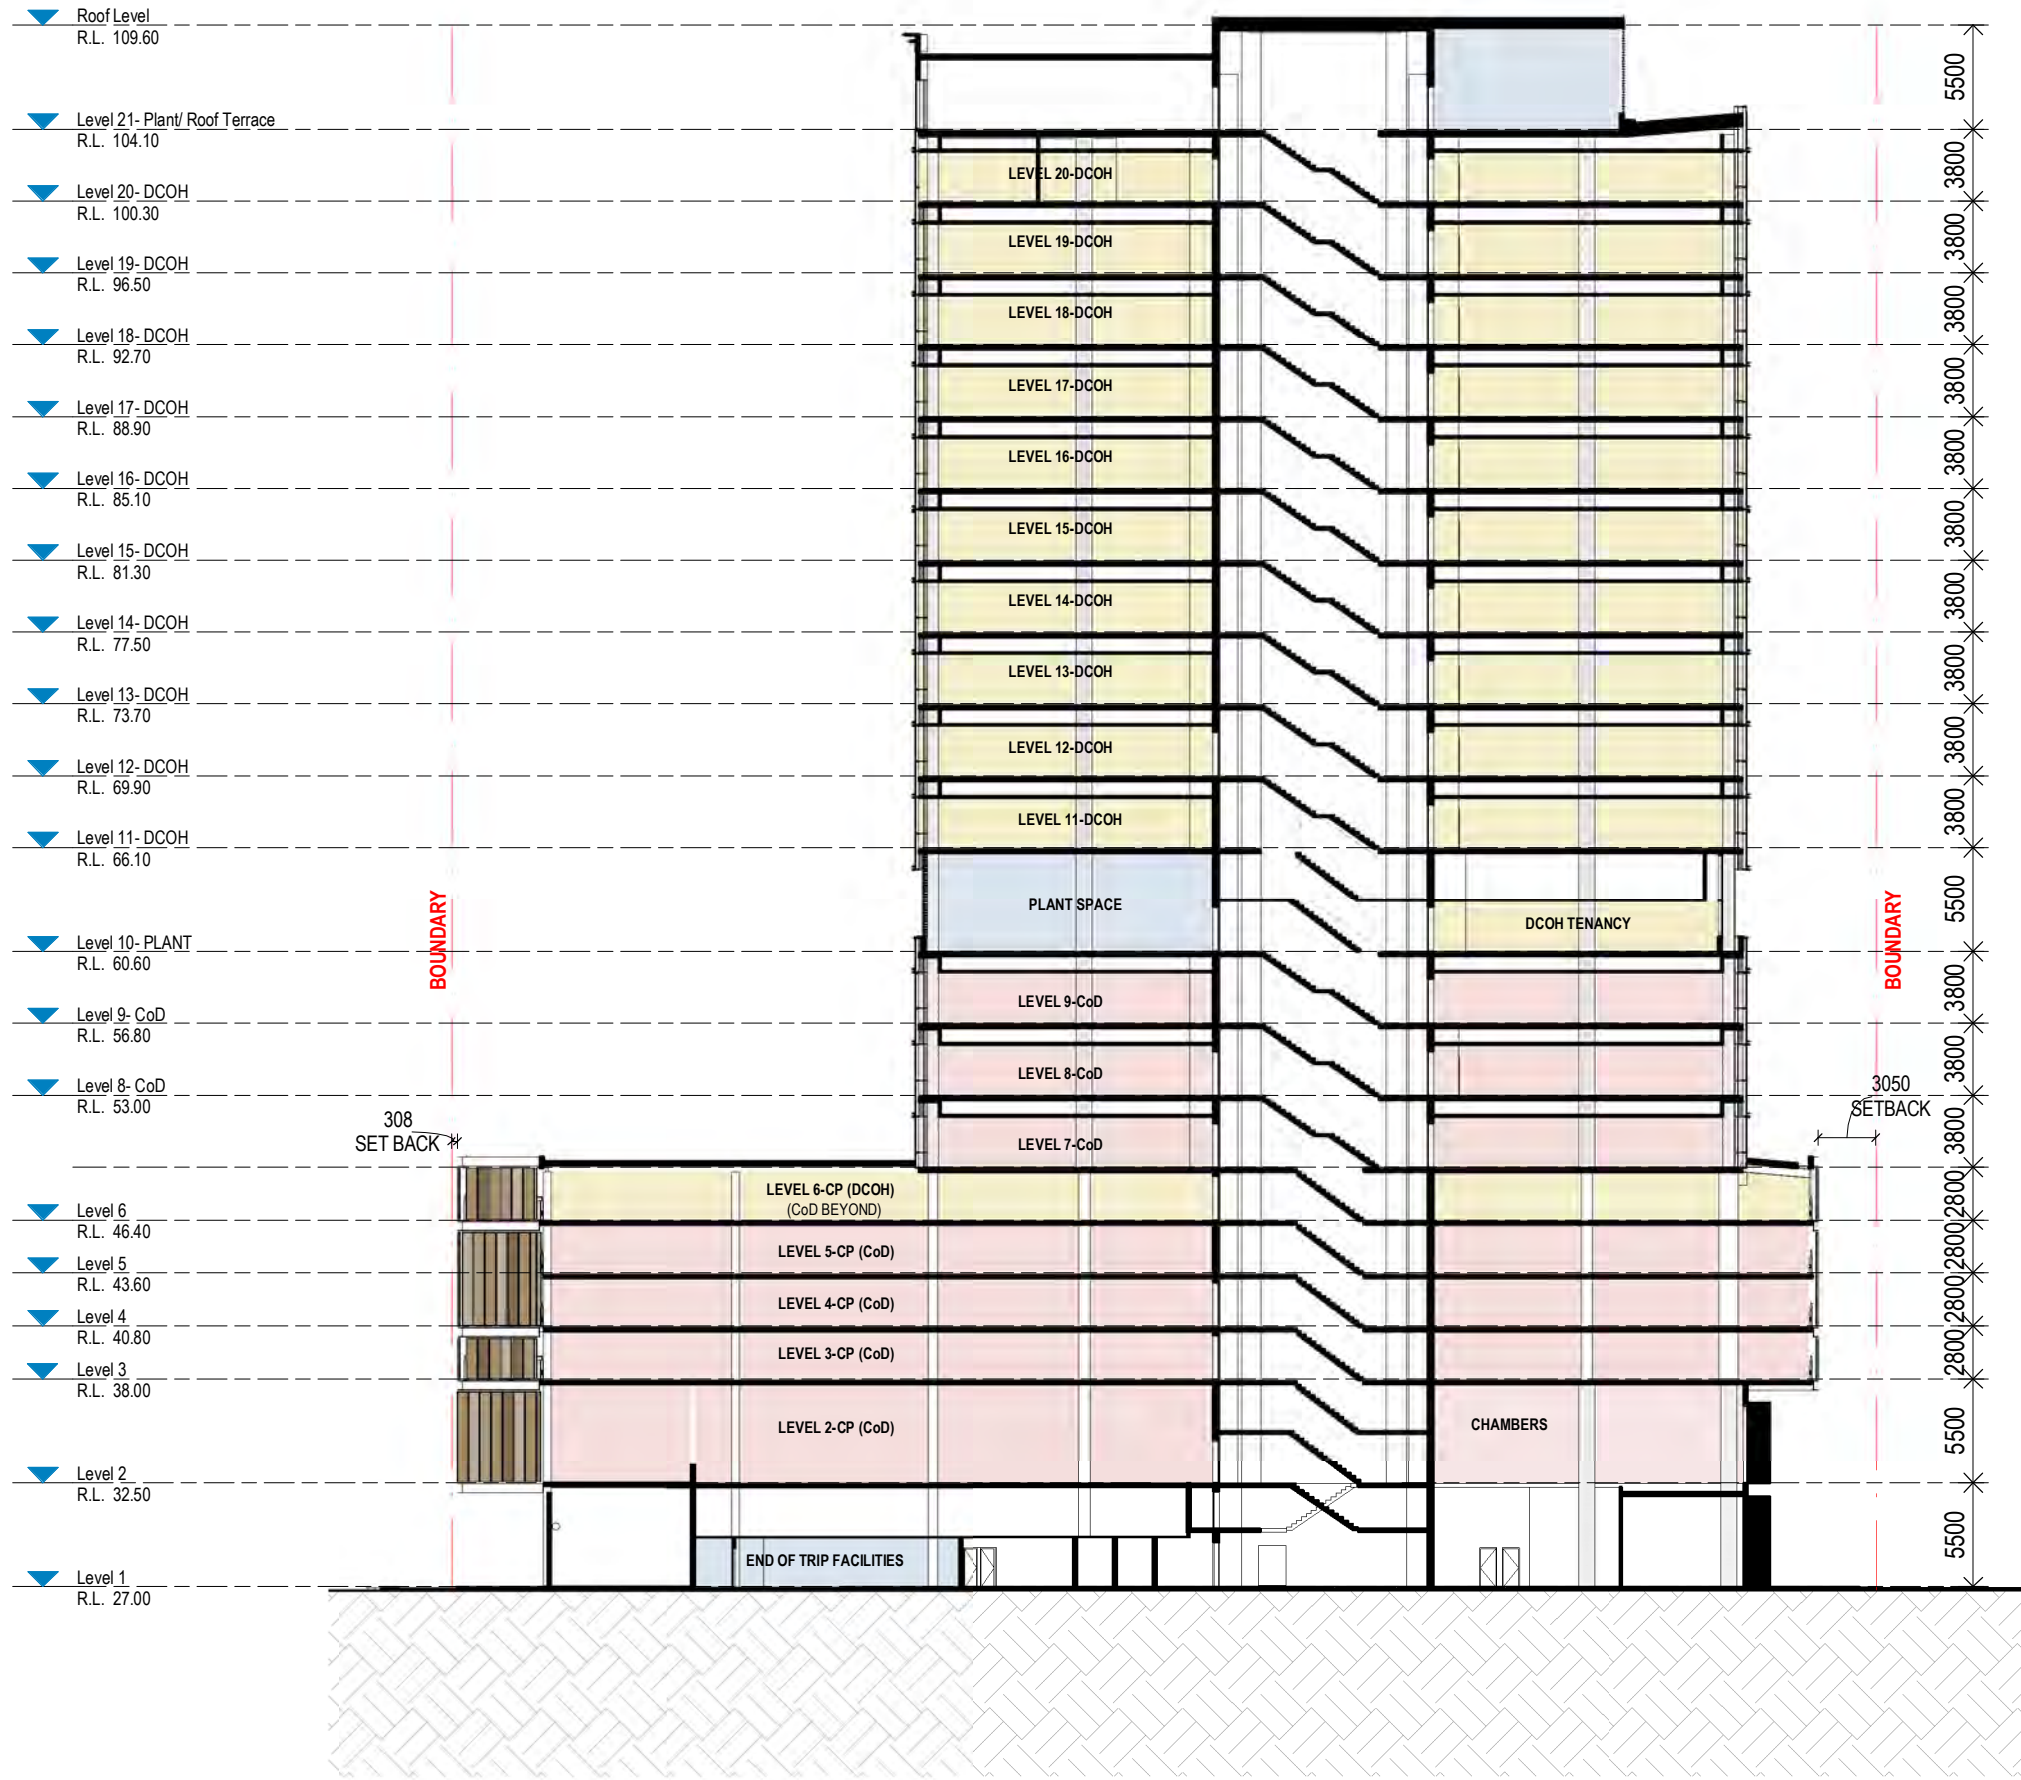 Roof Level
R.L. 109.60
5500
Level 21- Plant/ Roof Terrace
R.L. 104.10
LEVEL 20-DCOH
3800
Level 20- DCOH
R.L. 100.30
LEVEL 19-DCOH
3800
Level 19- DCOH
R.L. 96.50
LEVEL 18-DCOH
3800
Level 18- DCOH
R.L. 92.70
LEVEL 17-DCOH
3800
Level 17- DCOH
R.L. 88.90
LEVEL 16-DCOH
3800
Level 16- DCOH
R.L. 85.10
LEVEL 15-DCOH
3800
Level 15- DCOH
R.L. 81.30
LEVEL 14-DCOH
3800
Level 14- DCOH
R.L. 77.50
LEVEL 13-DCOH
3800
Level 13- DCOH
R.L. 73.70
LEVEL 12-DCOH
3800
Level 12- DCOH
R.L. 69.90
LEVEL 11-DCOH
3800
Level 11- DCOH
R.L. 66.10
BOUNDARY
PLANT SPACE
DCOH TENANCY
BOUNDARY
5500
Level 10- PLANT
R.L. 60.60
LEVEL 9-CoD
3800
Level 9- CoD
R.L. 56.80
LEVEL 8-CoD
3800
Level 8- CoD
R.L. 53.00
308
SET BACK
LEVEL 7-CoD
3050
SETBACK
3800
LEVEL 6-CP (DCOH)
(CoD BEYOND)
2800
Level 6
R.L. 46.40
LEVEL 5-CP (CoD)
2800
Level 5
R.L. 43.60
LEVEL 4-CP (CoD)
2800
Level 4
R.L. 40.80
LEVEL 3-CP (CoD)
2800
Level 3
R.L. 38.00
LEVEL 2-CP (CoD)
CHAMBERS
5500
Level 2
R.L. 32.50
END OF TRIP FACILITIES
5500
Level 1
R.L. 27.00